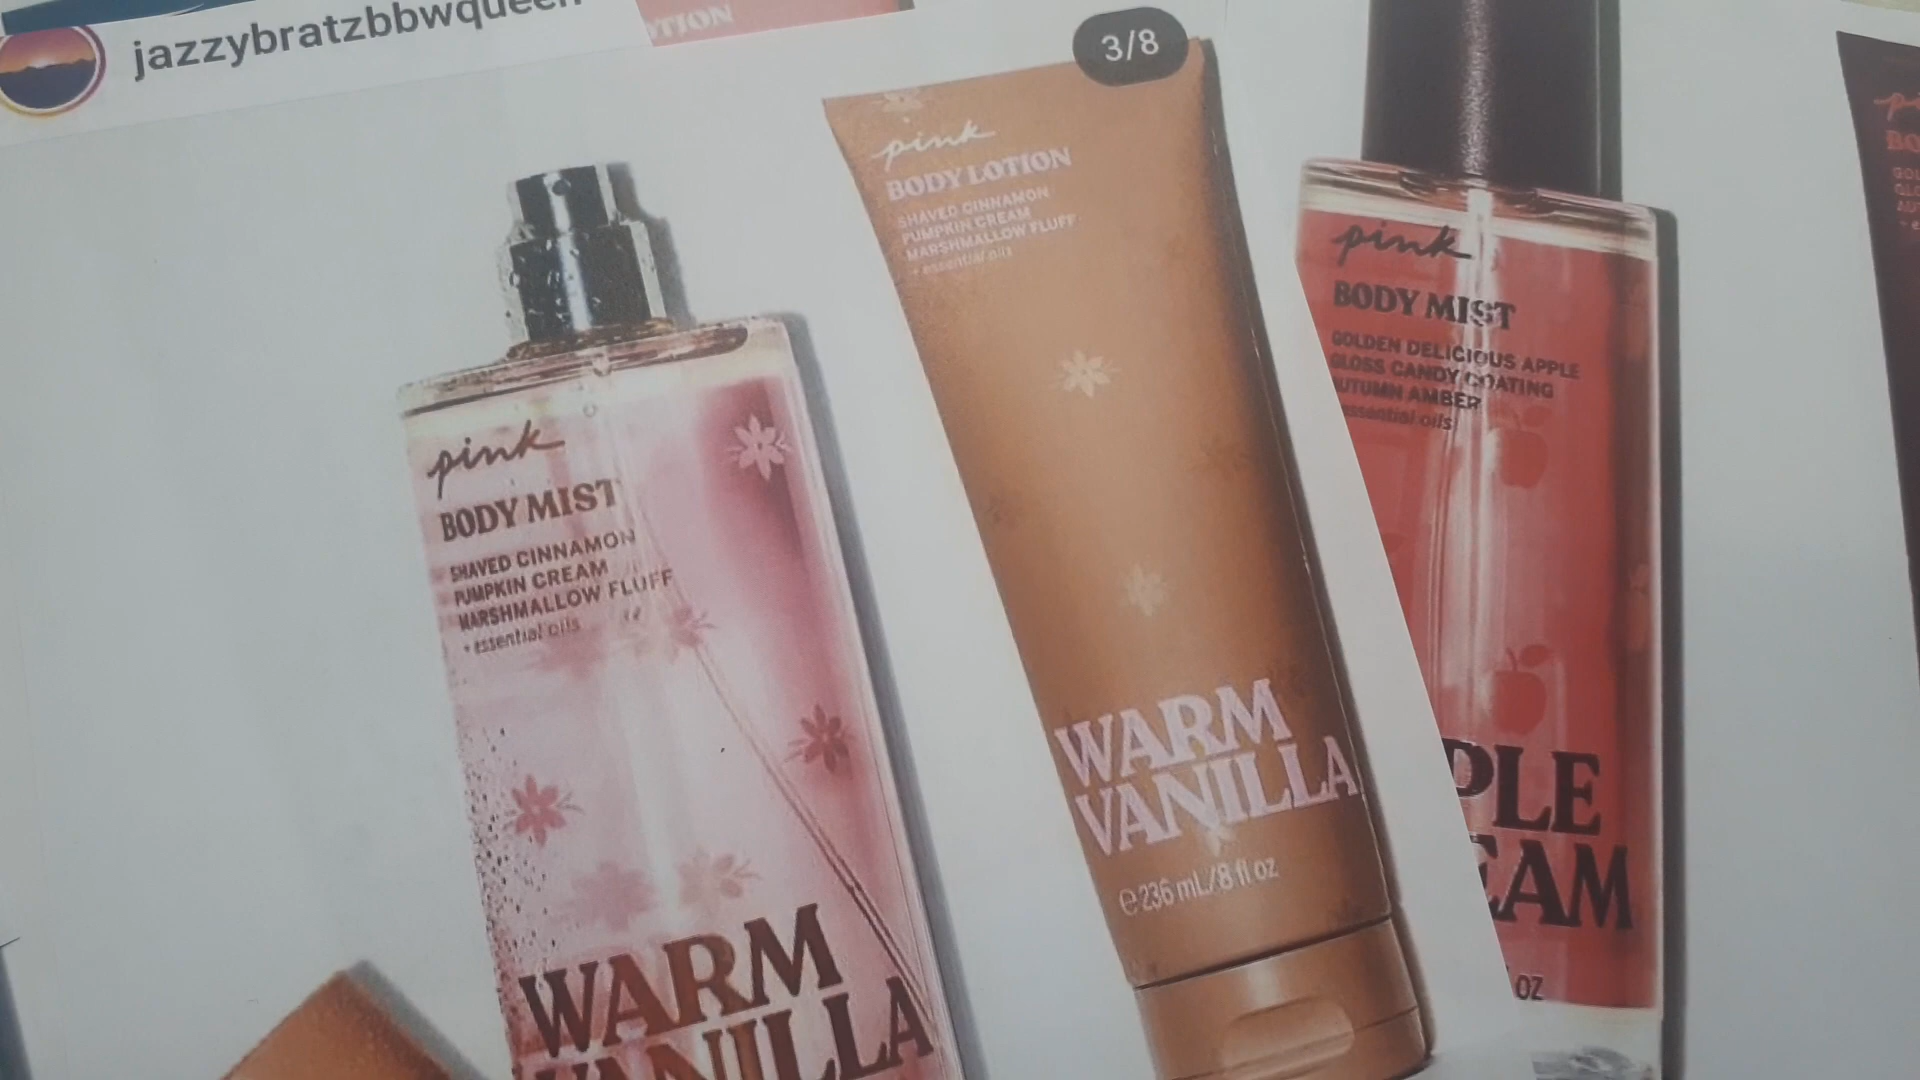 jazzybratzbbwqueen
OTION
3/8
pink
BODY MIST
SHAVED CINNAMON
PUMPKIN CREAM
MARSHMALLOW FLUFF
+ essential oils
WARM
VANILLA
pink
BODY LOTION
SHAVED CINNAMON
PUMPKIN CREAM
MARSHMALLOW FLUFF
+ essential oils
WARM
VANILLA
℮ 236 mL/8 fl oz
pink
BODY MIST
GOLDEN DELICIOUS APPLE
GLOSS CANDY COATING
AUTUMN AMBER
essential oils
PLE
EAM
OZ